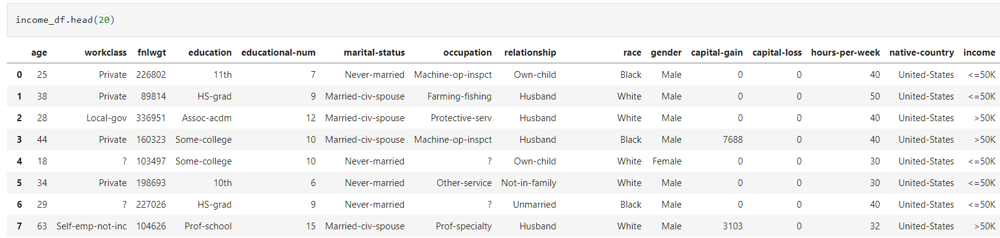 income_df.head(20)
age workclass fnlwgt education educational-num marital-status occupation relationship race gender capital-gain capital-loss hours-per-week native-country income
0 25 Private 226802 11th 7 Never-married Machine-op-inspct Own-child Black Male 0 0 40 United-States <=50K
1 38 Private 89814 HS-grad 9 Married-civ-spouse Farming-fishing Husband White Male 0 0 50 United-States <=50K
2 28 Local-gov 336951 Assoc-acdm 12 Married-civ-spouse Protective-serv Husband White Male 0 0 40 United-States >50K
3 44 Private 160323 Some-college 10 Married-civ-spouse Machine-op-inspct Husband Black Male 7688 0 40 United-States >50K
4 18 ? 103497 Some-college 10 Never-married ? Own-child White Female 0 0 30 United-States <=50K
5 34 Private 198693 10th 6 Never-married Other-service Not-in-family White Male 0 0 30 United-States <=50K
6 29 ? 227026 HS-grad 9 Never-married ? Unmarried Black Male 0 0 40 United-States <=50K
7 63 Self-emp-not-inc 104626 Prof-school 15 Married-civ-spouse Prof-specialty Husband White Male 3103 0 32 United-States >50K